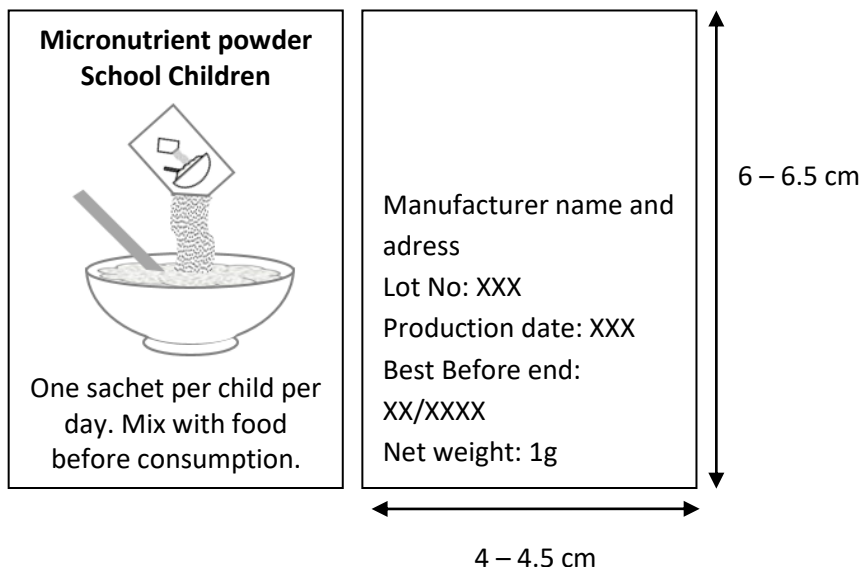 Micronutrient powder
School Children
One sachet per child per
day. Mix with food
before consumption.
Manufacturer name and
adress
Lot No: XXX
Production date: XXX
Best Before end:
XX/XXXX
Net weight: 1g
6 – 6.5 cm
4 – 4.5 cm